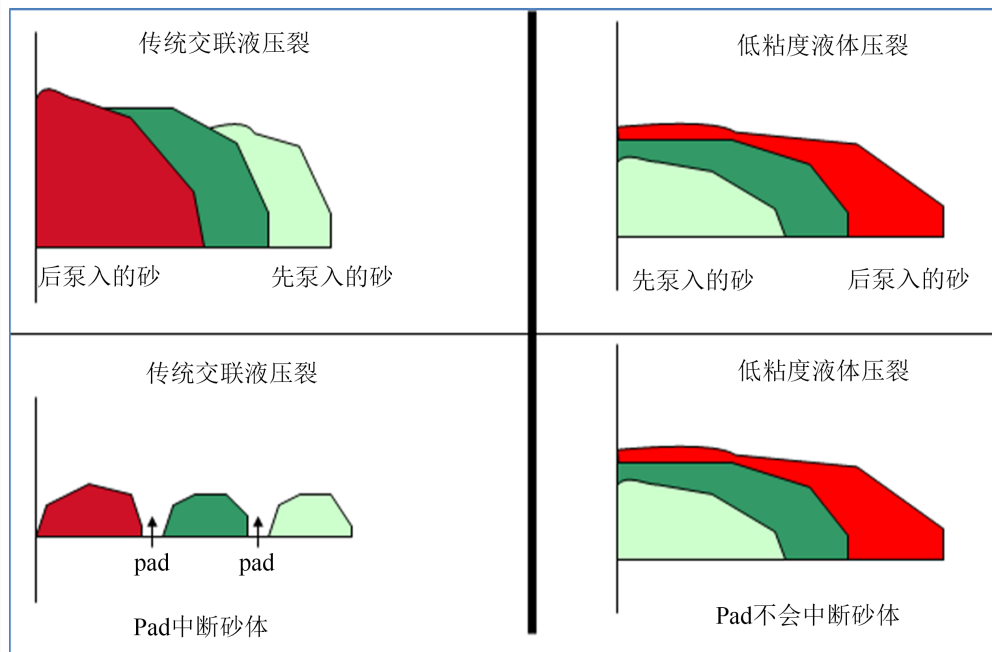 传统交联液压裂
低粘度液体压裂
后泵入的砂
先泵入的砂
先泵入的砂
后泵入的砂
传统交联液压裂
低粘度液体压裂
pad
pad
Pad中断砂体
Pad不会中断砂体